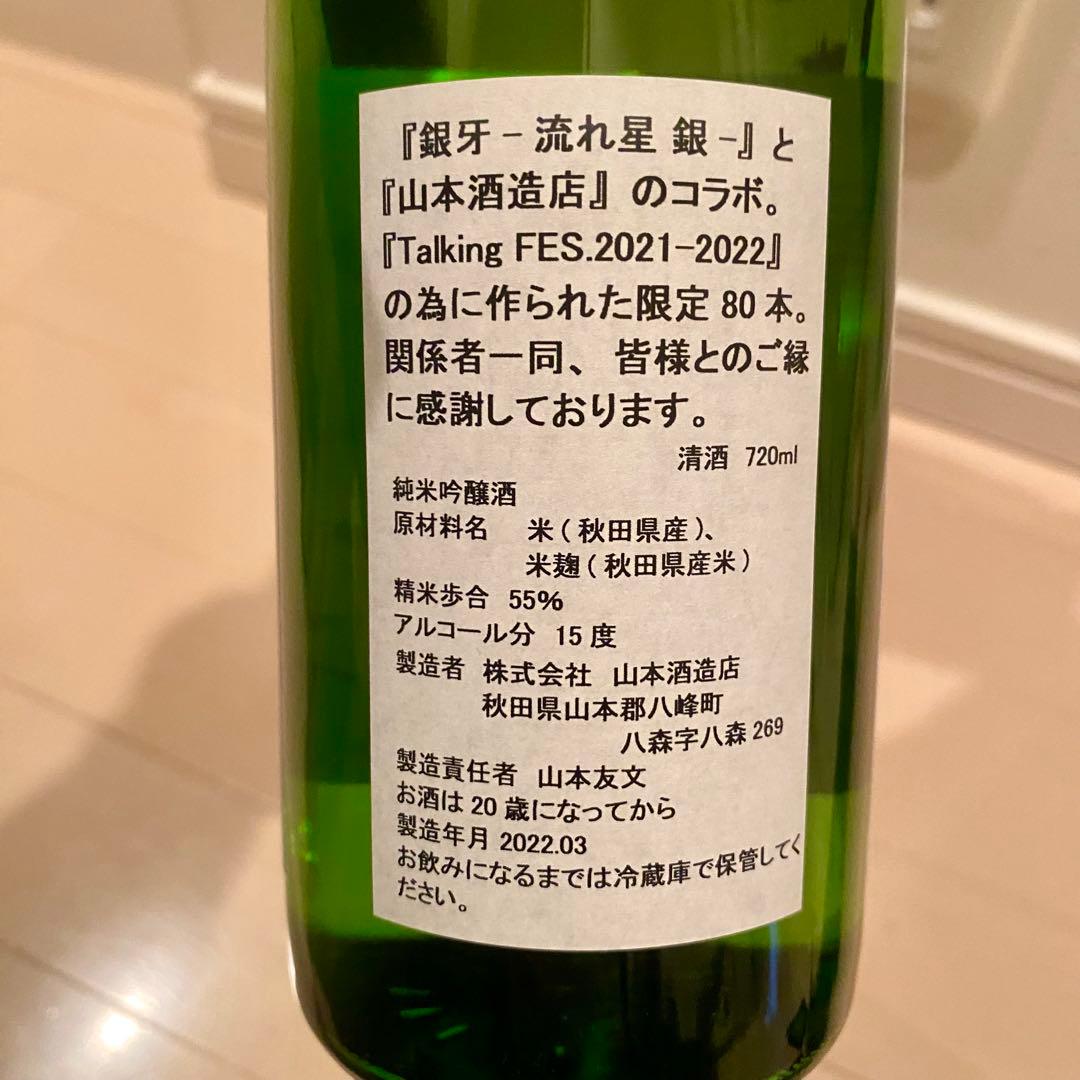 『銀牙 - 流れ星 銀 -』と
『山本酒造店』のコラボ。
『Talking FES.2021-2022』
の為に作られた限定 80 本。
関係者一同、 皆様とのご縁
に感謝しております。
清酒 720ml
純米吟醸酒
原材料名 米 ( 秋田県産 )、
米麹 ( 秋田県産米 )
精米歩合 55%
アルコール分 15 度
製造者 株式会社 山本酒造店
秋田県山本郡八峰町
八森字八森 269
製造責任者 山本友文
お酒は 20 歳になってから
製造年月 2022.03
お飲みになるまでは冷蔵庫で保管してく
ださい。